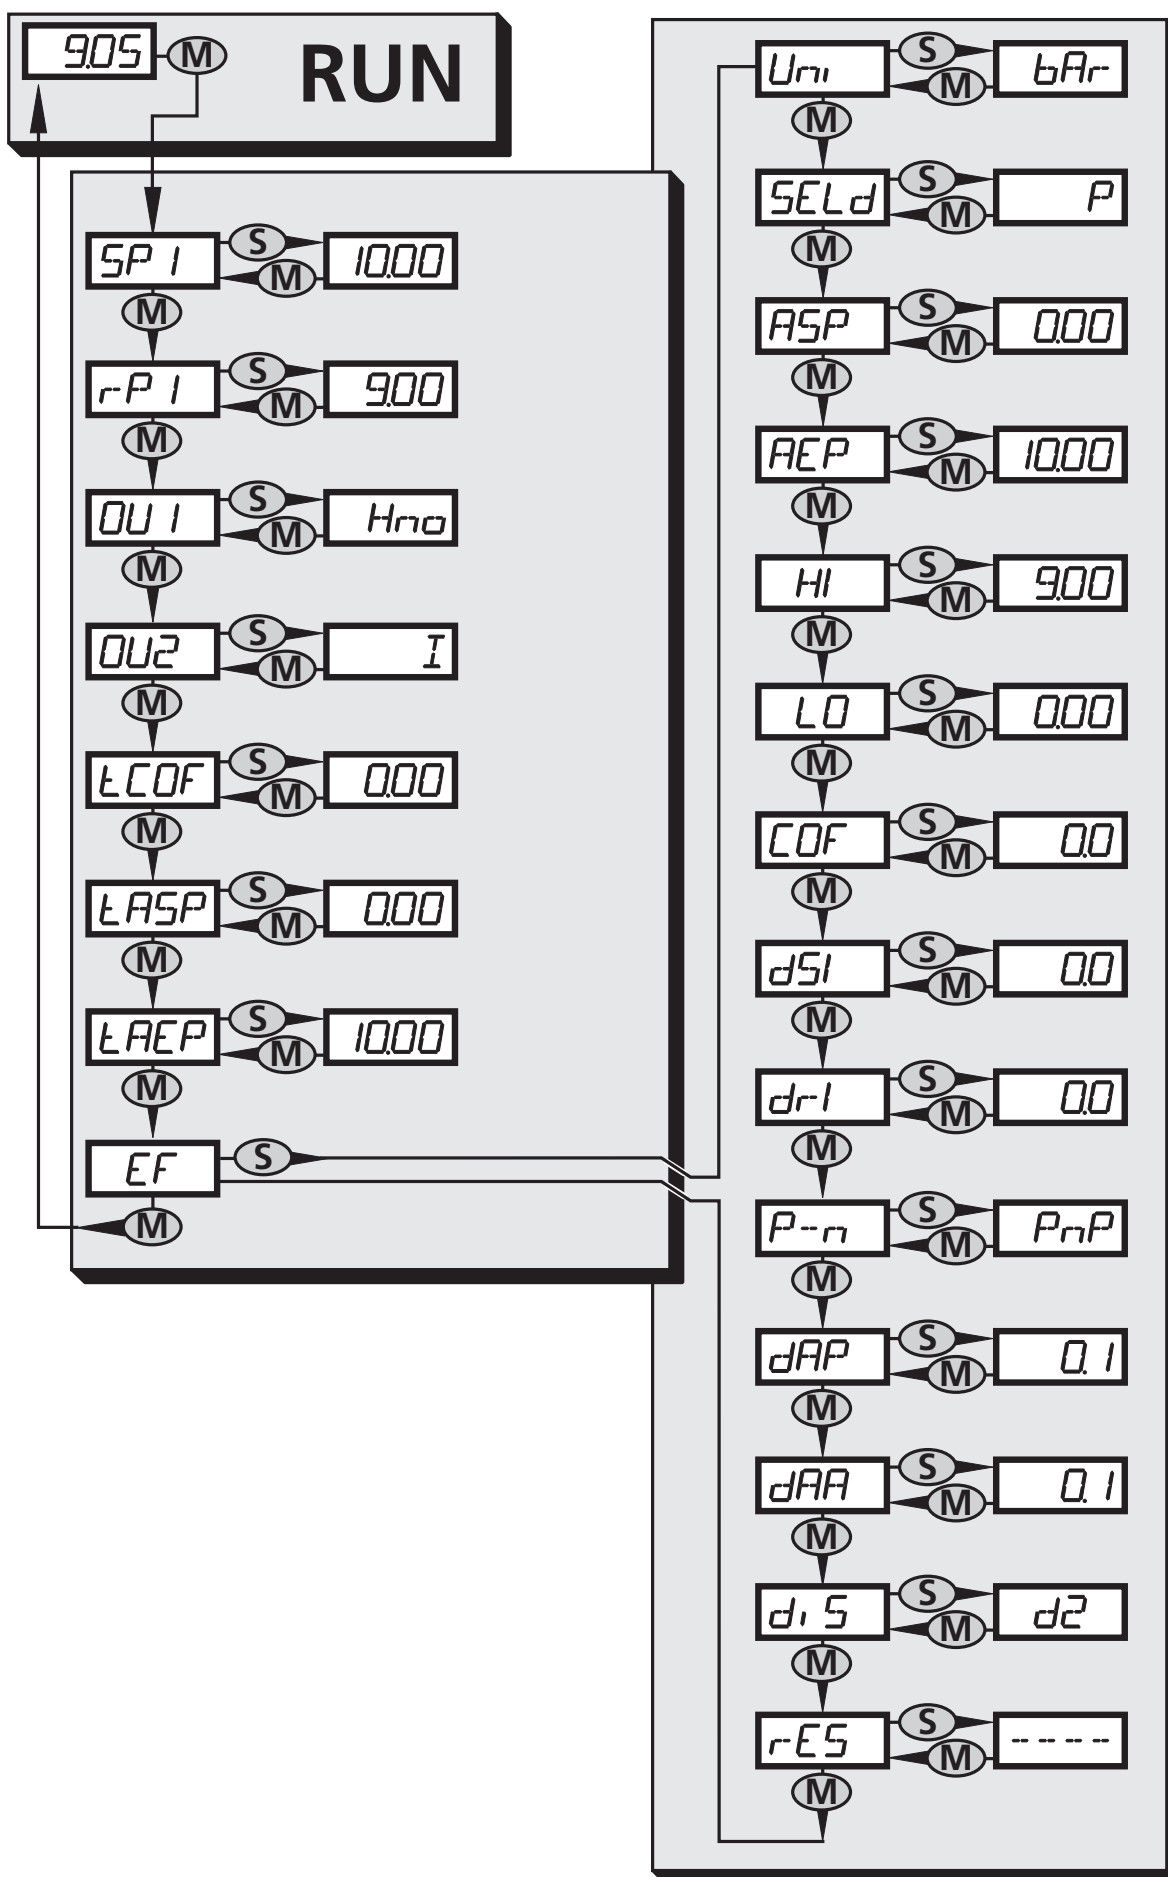 9.05 M RUN
SP1 S 10.00
M
M
rP1 S 9.00
M
M
OU1 S Hno
M
M
OU2 S I
M
M
tCOF S 0.00
M
M
tASP S 0.00
M
M
tAEP S 10.00
M
M
EF S
M
Uni S bAr
M
M
SELd S P
M
M
ASP S 0.00
M
M
AEP S 10.00
M
M
HI S 9.00
M
M
LO S 0.00
M
M
COF S 0.0
M
M
dS1 S 0.0
M
M
dr1 S 0.0
M
M
P-n S PnP
M
M
dAP S 0.1
M
M
dAA S 0.1
M
M
diS S d2
M
M
rES S ----
M
M